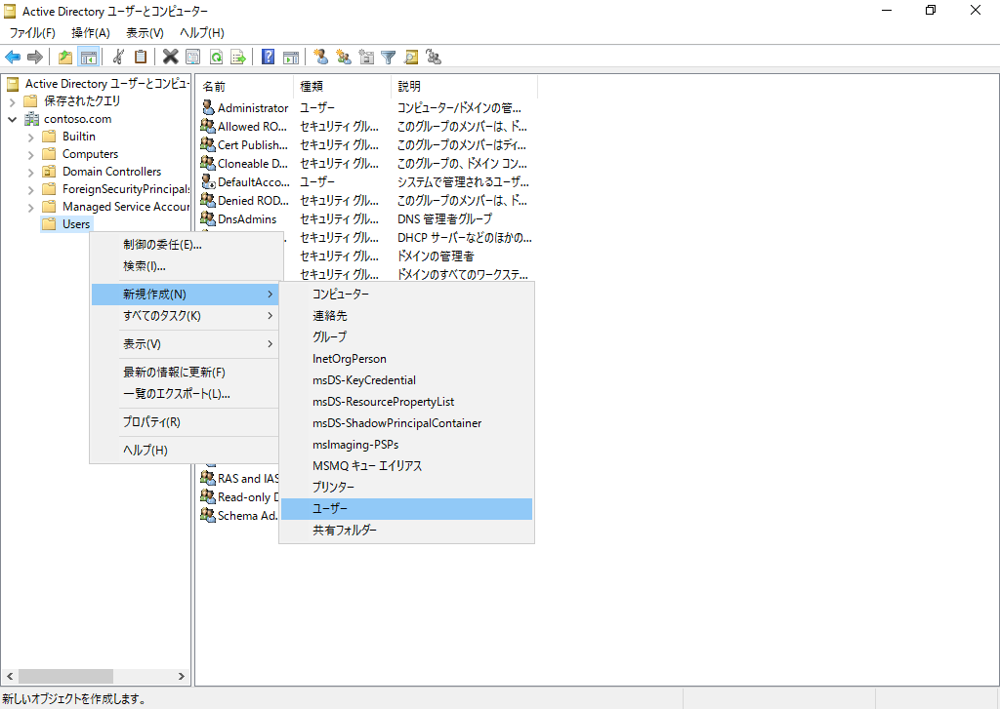 Active Directory ユーザーとコンピューター
ファイル(F) 操作(A) 表示(V) ヘルプ(H)
Active Directory ユーザーとコンピュ
保存されたクエリ
contoso.com
Builtin
Computers
Domain Controllers
ForeignSecurityPrincipals
Managed Service Accour
Users
名前 種類 説明
Administrator ユーザー コンピューター/ドメインの管...
Allowed RO... セキュリティ グル... このグループのメンバーは、ド...
Cert Publish... セキュリティ グル... このグループのメンバーはディ...
Cloneable D... セキュリティ グル... このグループの、ドメイン コン...
DefaultAcco... ユーザー システムで管理されるユーザ...
Denied ROD... セキュリティ グル... このグループのメンバーは、ド...
DnsAdmins セキュリティ グル... DNS 管理者グループ
セキュリティ グル... DHCP サーバーなどのほかの...
セキュリティ グル... ドメインの管理者
セキュリティ グル... ドメインのすべてのワークステ...
RAS and IAS
Read-only D
Schema Ad.
制御の委任(E)...
検索(I)...
新規作成(N)
すべてのタスク(K)
表示(V)
最新の情報に更新(F)
一覧のエクスポート(L)...
プロパティ(R)
ヘルプ(H)
コンピューター
連絡先
グループ
InetOrgPerson
msDS-KeyCredential
msDS-ResourcePropertyList
msDS-ShadowPrincipalContainer
msImaging-PSPs
MSMQ キュー エイリアス
プリンター
ユーザー
共有フォルダー
新しいオブジェクトを作成します。